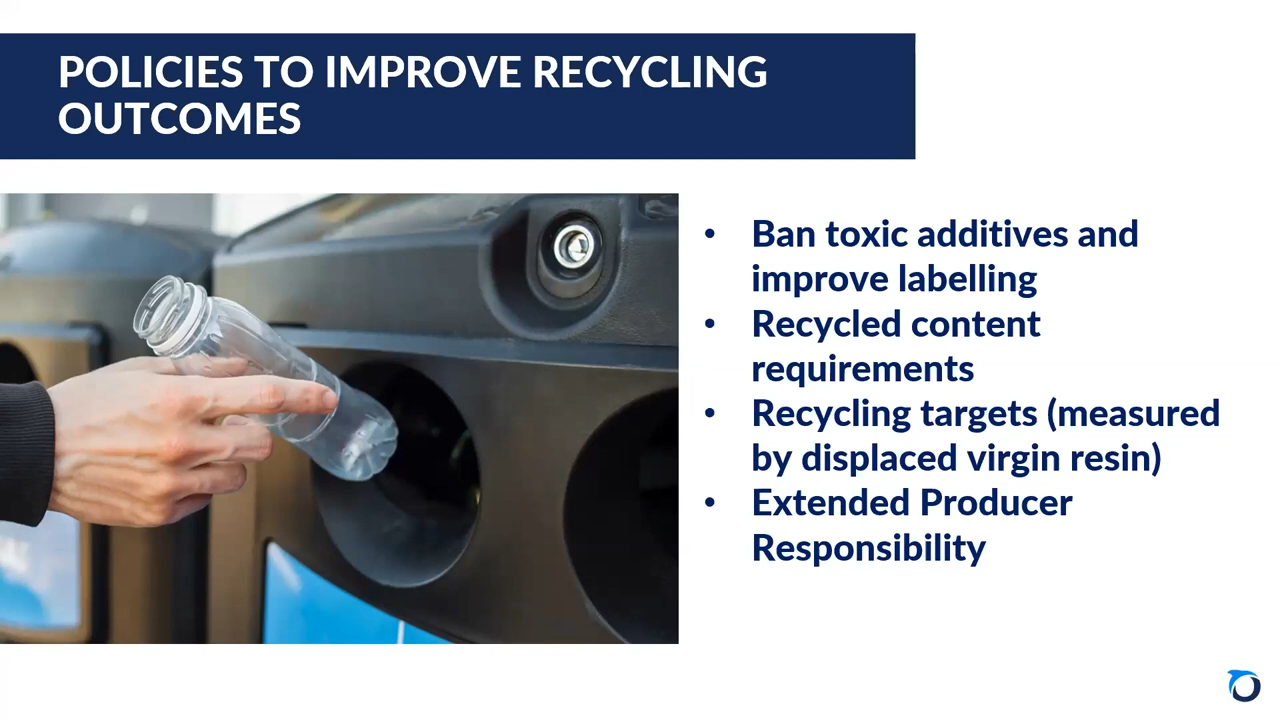 POLICIES TO IMPROVE RECYCLING
OUTCOMES
• Ban toxic additives and
improve labelling
• Recycled content
requirements
• Recycling targets (measured
by displaced virgin resin)
• Extended Producer
Responsibility